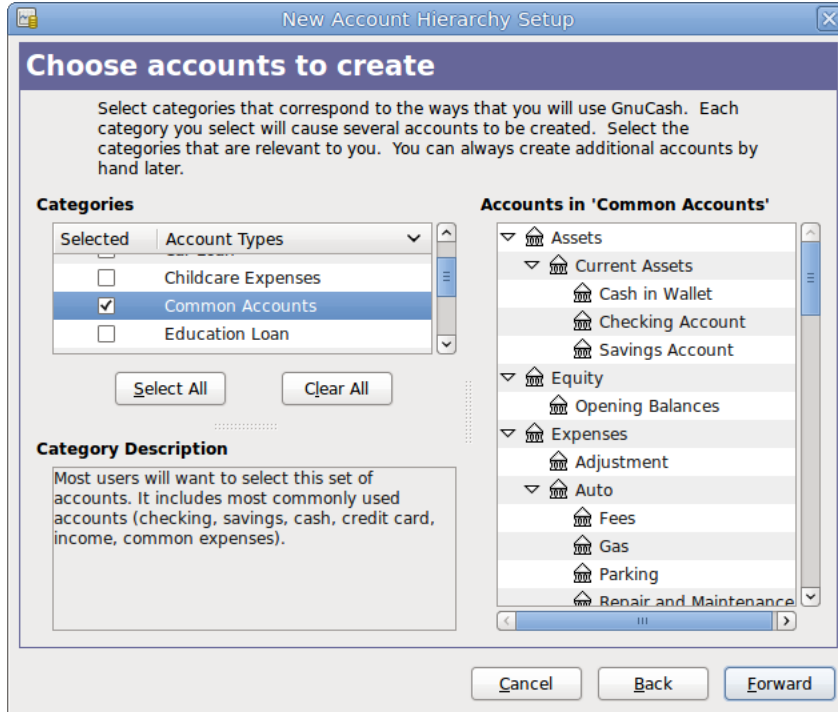 New Account Hierarchy Setup
Choose accounts to create
Select categories that correspond to the ways that you will use GnuCash. Each
category you select will cause several accounts to be created. Select the
categories that are relevant to you. You can always create additional accounts by
hand later.
Categories
Selected Account Types
Car Loan
Childcare Expenses
Common Accounts
Education Loan
Select All Clear All
Category Description
Most users will want to select this set of
accounts. It includes most commonly used
accounts (checking, savings, cash, credit card,
income, common expenses).
Accounts in 'Common Accounts'
Assets
Current Assets
Cash in Wallet
Checking Account
Savings Account
Equity
Opening Balances
Expenses
Adjustment
Auto
Fees
Gas
Parking
Repair and Maintenance
Cancel Back Forward